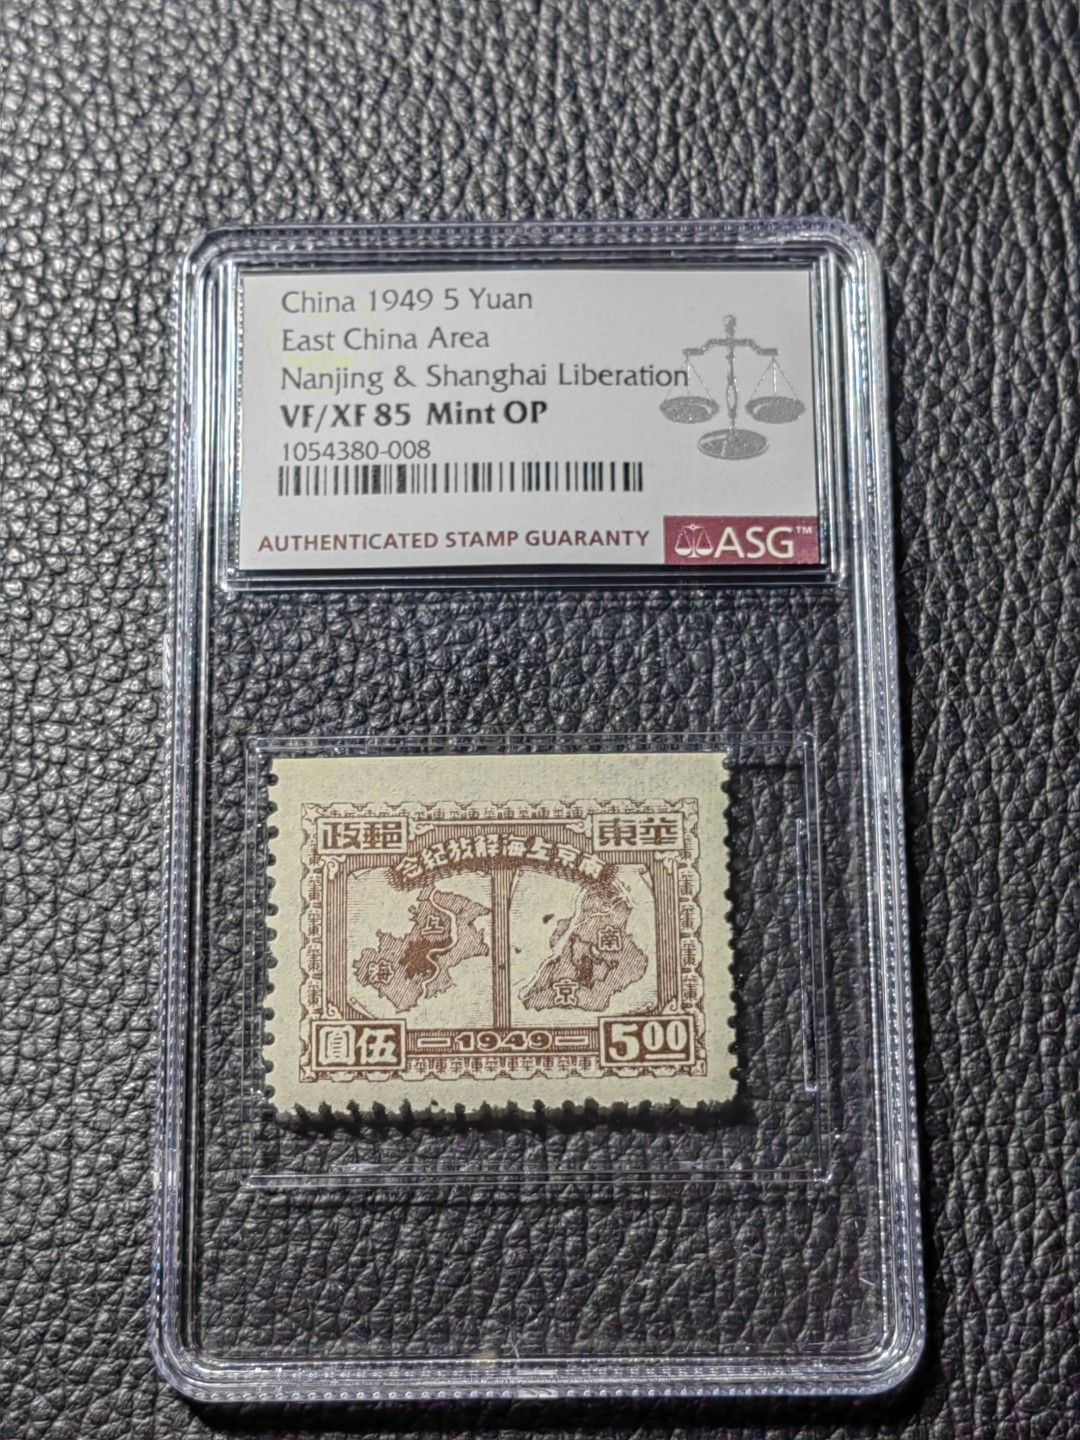 China 1949 5 Yuan
East China Area
Nanjing & Shanghai Liberation
VF/XF 85 Mint OP
1054380-008
AUTHENTICATED STAMP GUARANTY
ASG™
政郵 東華
念紀放解海上京南
上
海
南
京
圓伍
1949
5.00